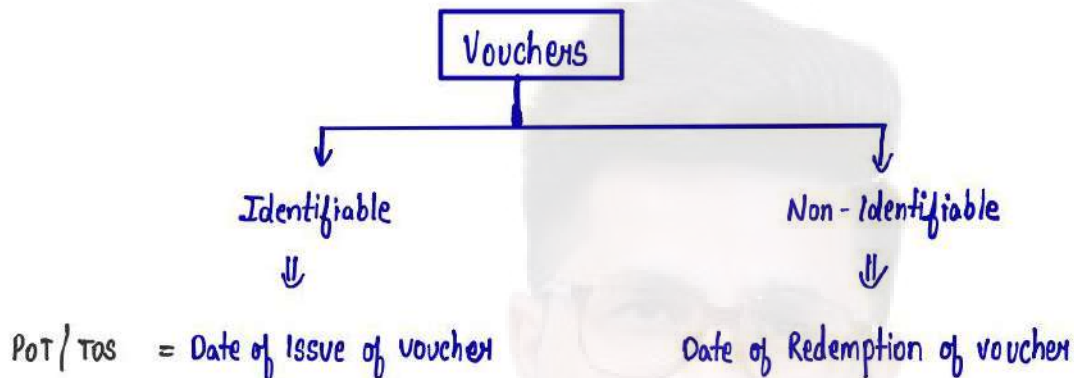 Vouchers
Identifiable Non-Identifiable
⇓ ⇓
POT/TOS = Date of Issue of voucher Date of Redemption of voucher